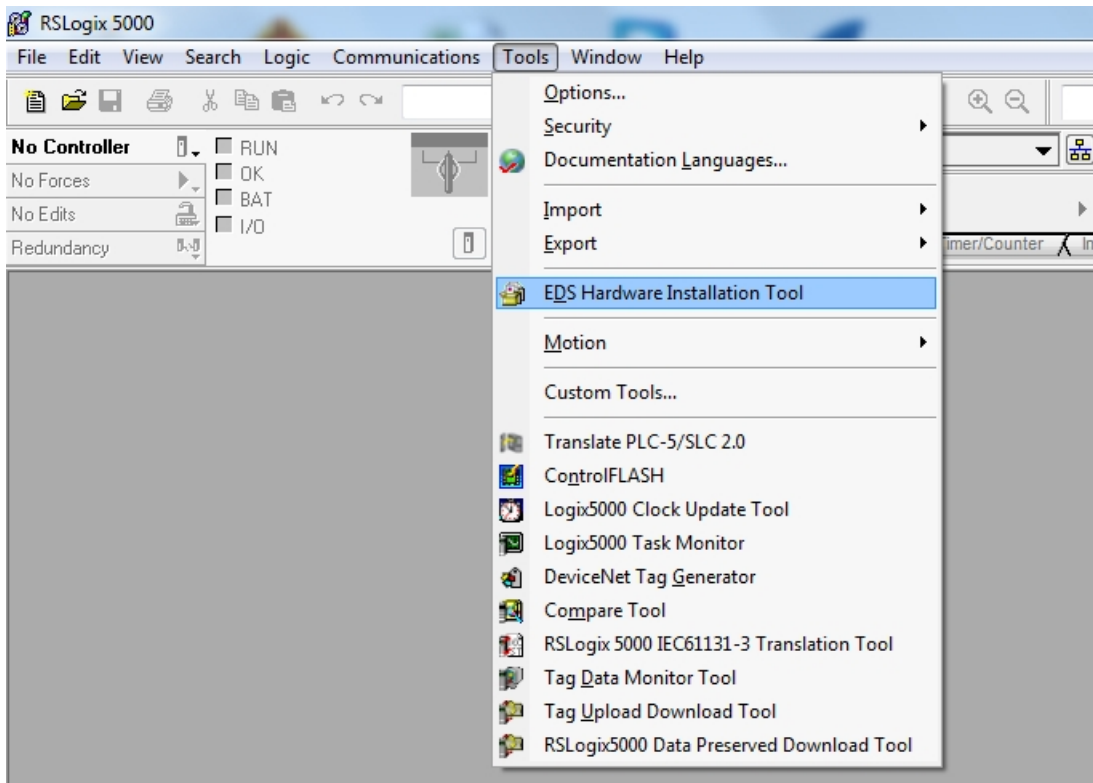 RSLogix 5000
File Edit View Search Logic Communications Tools Window Help
No Controller
RUN
No Forces
OK
No Edits
BAT
Redundancy
I/O
Options...
Security
Documentation Languages...
Import
Export
EDS Hardware Installation Tool
Motion
Custom Tools...
Translate PLC-5/SLC 2.0
ControlFLASH
Logix5000 Clock Update Tool
Logix5000 Task Monitor
DeviceNet Tag Generator
Compare Tool
RSLogix 5000 IEC61131-3 Translation Tool
Tag Data Monitor Tool
Tag Upload Download Tool
RSLogix5000 Data Preserved Download Tool
imer/Counter In